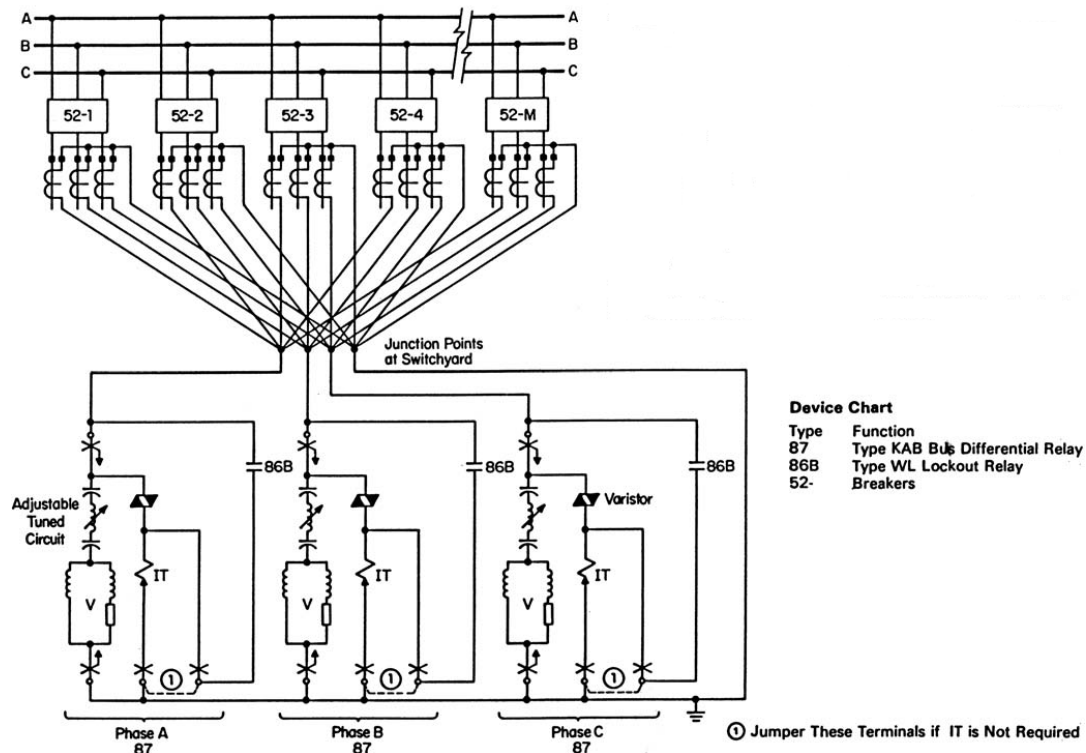 A A
B B
C C
52-1 52-2 52-3 52-4 52-M
Junction Points
at Switchyard
86B 86B 86B
Adjustable
Tuned
Circuit
Varistor
IT IT IT
V V V
1 1 1
Phase A
87
Phase B
87
Phase C
87
Device Chart
Type Function
87 Type KAB Bus Differential Relay
86B Type WL Lockout Relay
52- Breakers
1 Jumper These Terminals if IT is Not Required